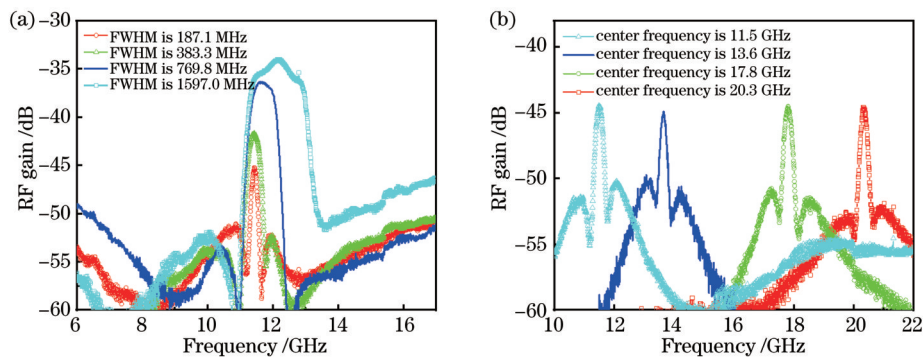 (a)
−30
−35
−40
−45
−50
−55
−60
RF gain /dB
FWHM is 187.1 MHz
FWHM is 383.3 MHz
FWHM is 769.8 MHz
FWHM is 1597.0 MHz
6
8
10
12
14
16
Frequency /GHz
(b)
−40
−45
−50
−55
−60
RF gain /dB
center frequency is 11.5 GHz
center frequency is 13.6 GHz
center frequency is 17.8 GHz
center frequency is 20.3 GHz
10
12
14
16
18
20
22
Frequency /GHz